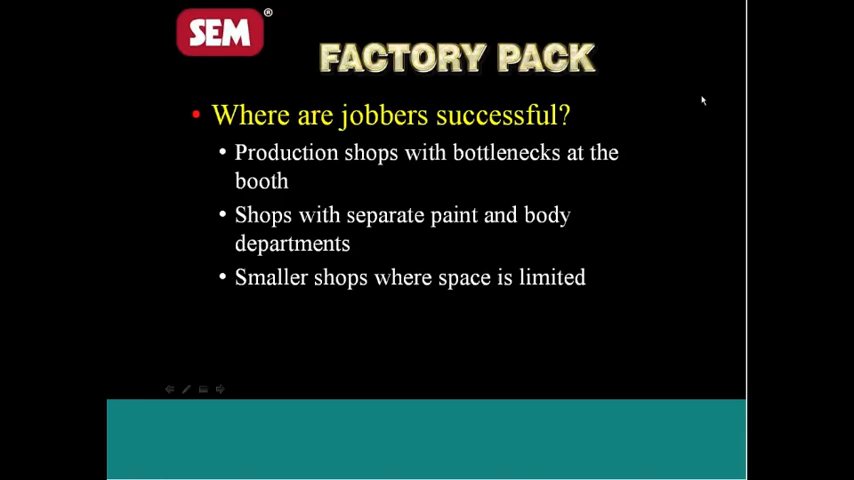 SEM®
FACTORY PACK
• Where are jobbers successful?
• Production shops with bottlenecks at the
booth
• Shops with separate paint and body
departments
• Smaller shops where space is limited